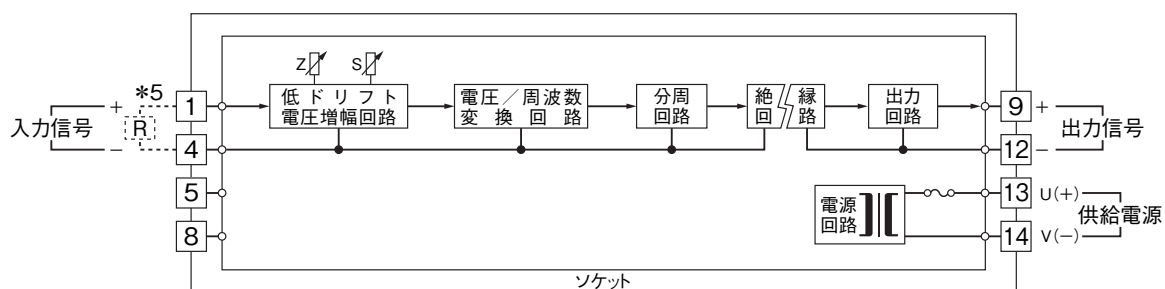 Z
S
*5
1
低ドリフト
電圧増幅回路
電圧/周波数
変換回路
分周
回路
絶縁
回路
出力
回路
9
+
入力信号
+
R
−
4
12
−
出力信号
5
8
電源
回路
13
U(+)
14
V(−)
供給電源
ソケット